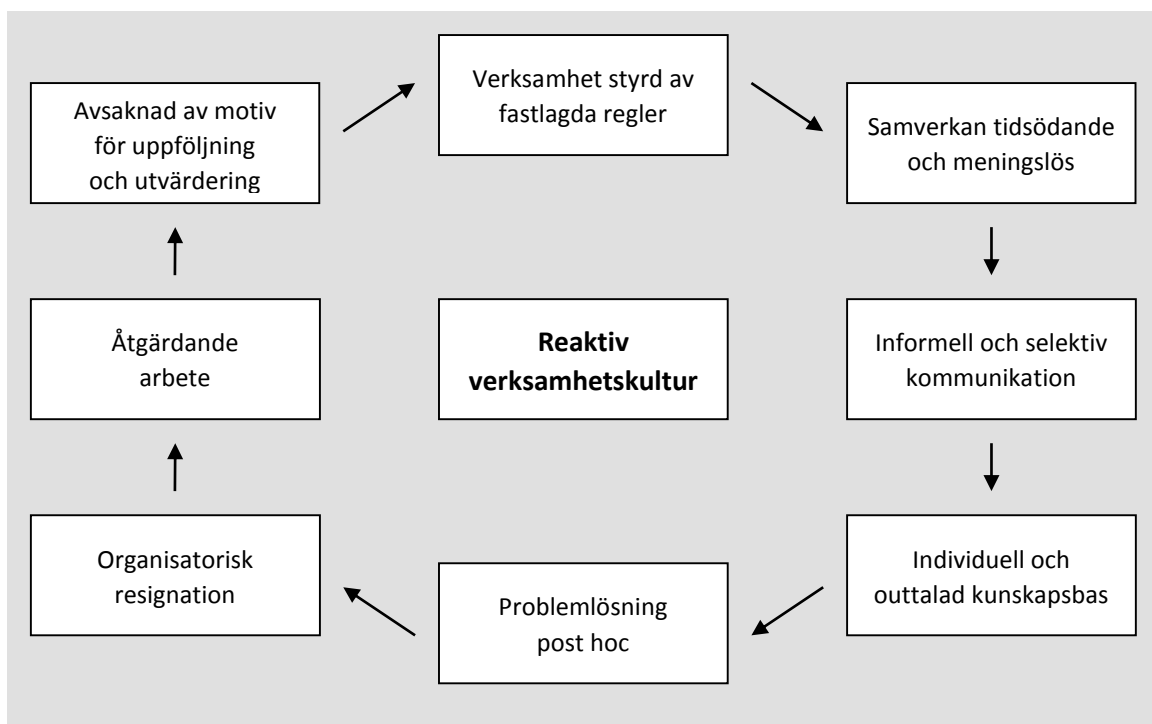 Verksamhet styrd av
fastlagda regler
Samverkan tidsödande
och meningslös
Informell och selektiv
kommunikation
Individuell och
outtalad kunskapsbas
Problemlösning
post hoc
Organisatorisk
resignation
Åtgärdande
arbete
Avsaknad av motiv
för uppföljning
och utvärdering
Reaktiv
verksamhetskultur